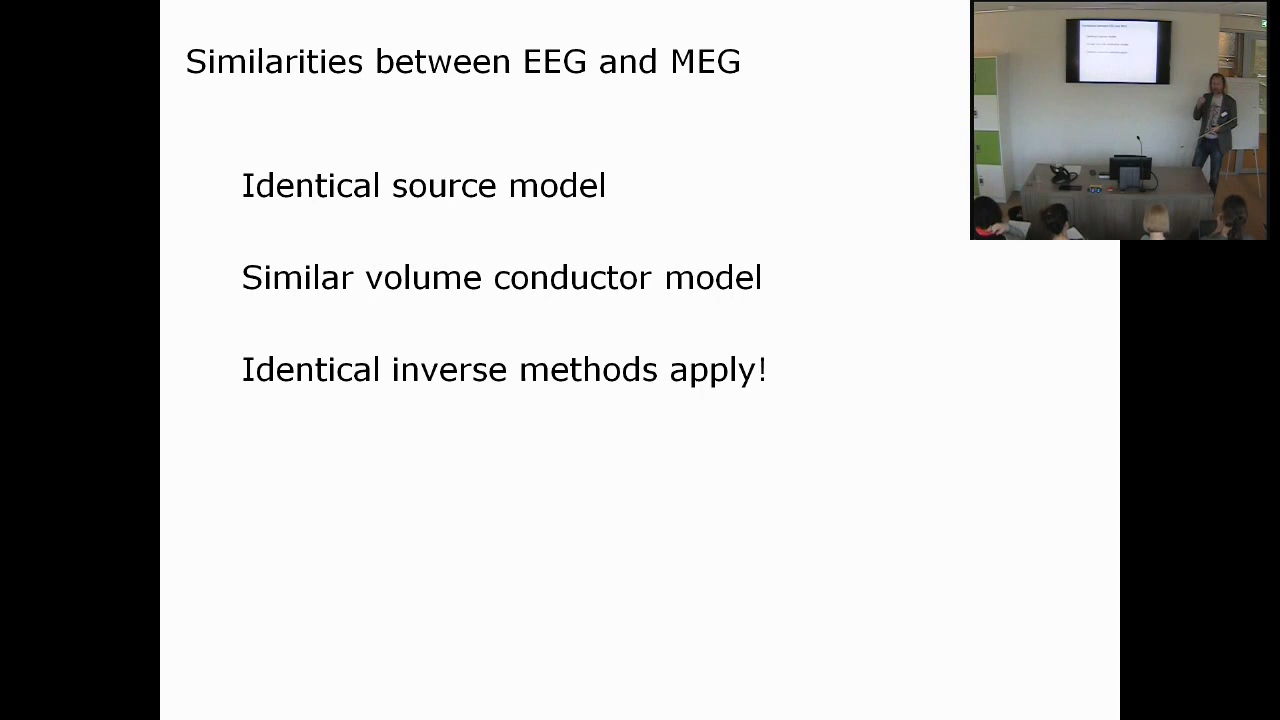 Similarities between EEG and MEG
Identical source model
Similar volume conductor model
Identical inverse methods apply!